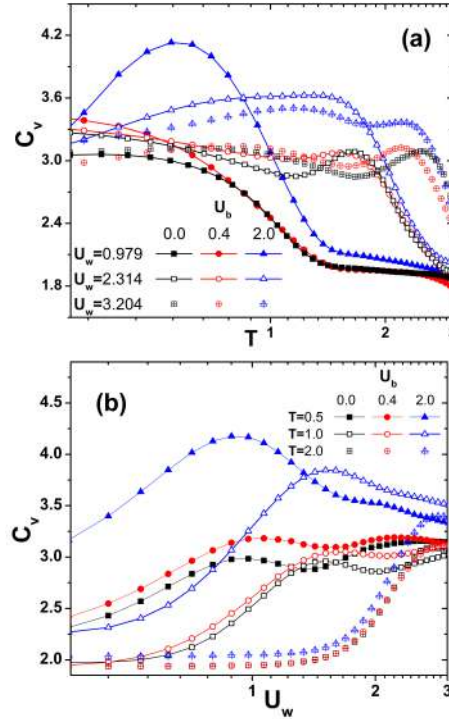 (a)
4.2
3.6
3.0
2.4
1.8
C_v
U_b
0.0 0.4 2.0
U_w=0.979
U_w=2.314
U_w=3.204
1 2 3
T
(b)
4.5
4.0
3.5
3.0
2.5
2.0
C_v
U_b
0.0 0.4 2.0
T=0.5
T=1.0
T=2.0
1 2 3
U_w